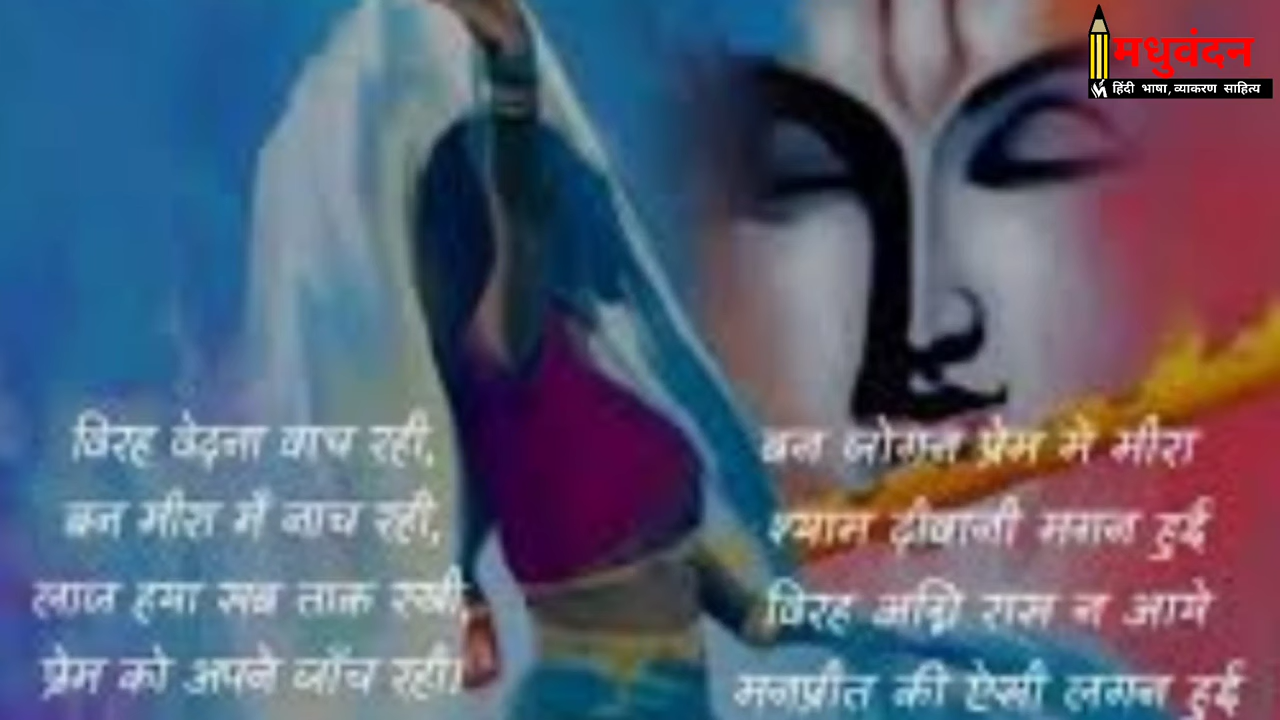 मधुवंदन
हिंदी भाषा, व्याकरण साहित्य
विरह वेदना वाच रही,
बन मीरा मैं नाच रही,
लाज हया सब ताक रखी
प्रेम को अपने जाँच रही।
बन जोगन प्रेम मे मीरा
श्याम दीवानी मगन हुई
विरह अग्नि रास न आमे
मनप्रीत की ऐसी लगन हुई